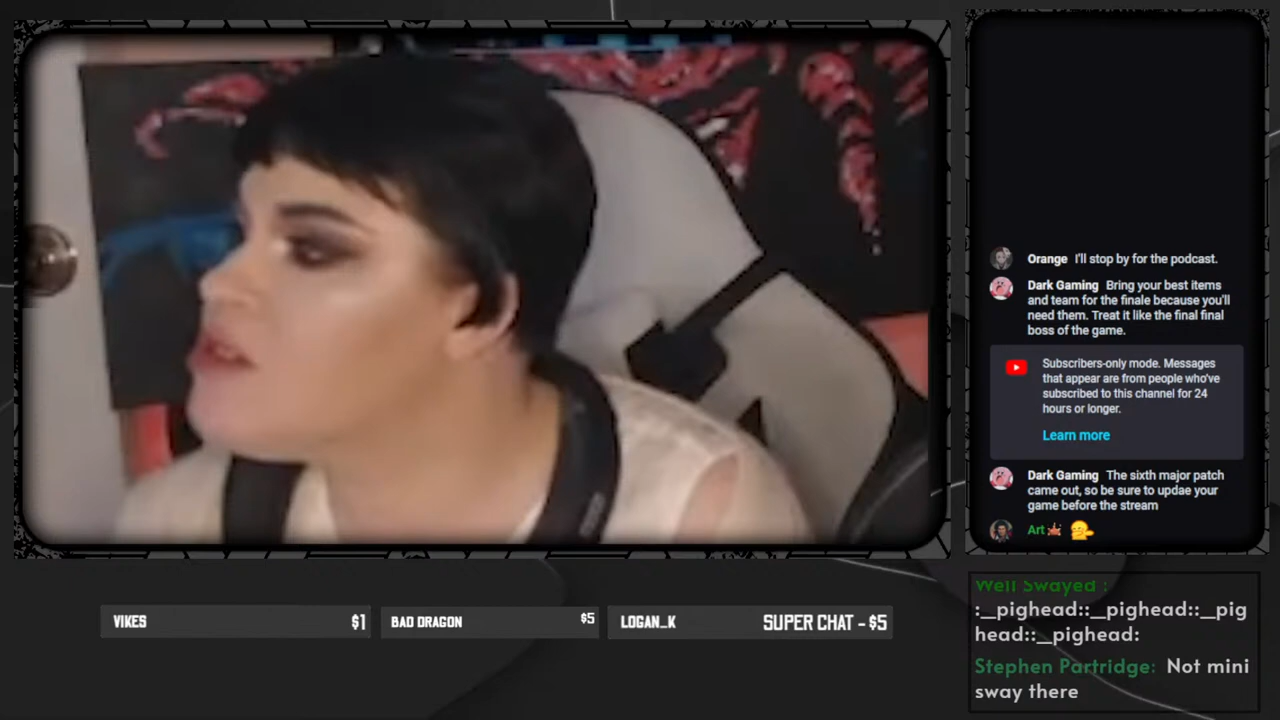 Orange I'll stop by for the podcast.
Dark Gaming Bring your best items
and team for the finale because you'll
need them. Treat it like the final final
boss of the game.
Subscribers-only mode. Messages
that appear are from people who've
subscribed to this channel for 24
hours or longer.
Learn more
Dark Gaming The sixth major patch
came out, so be sure to updae your
game before the stream
Art
VIKES $1
BAD DRAGON $5
LOGAN_K SUPER CHAT - $5
Well Swayed :
:_pighead::_pighead::_pig
head::_pighead:
Stephen Partridge: Not mini
sway there